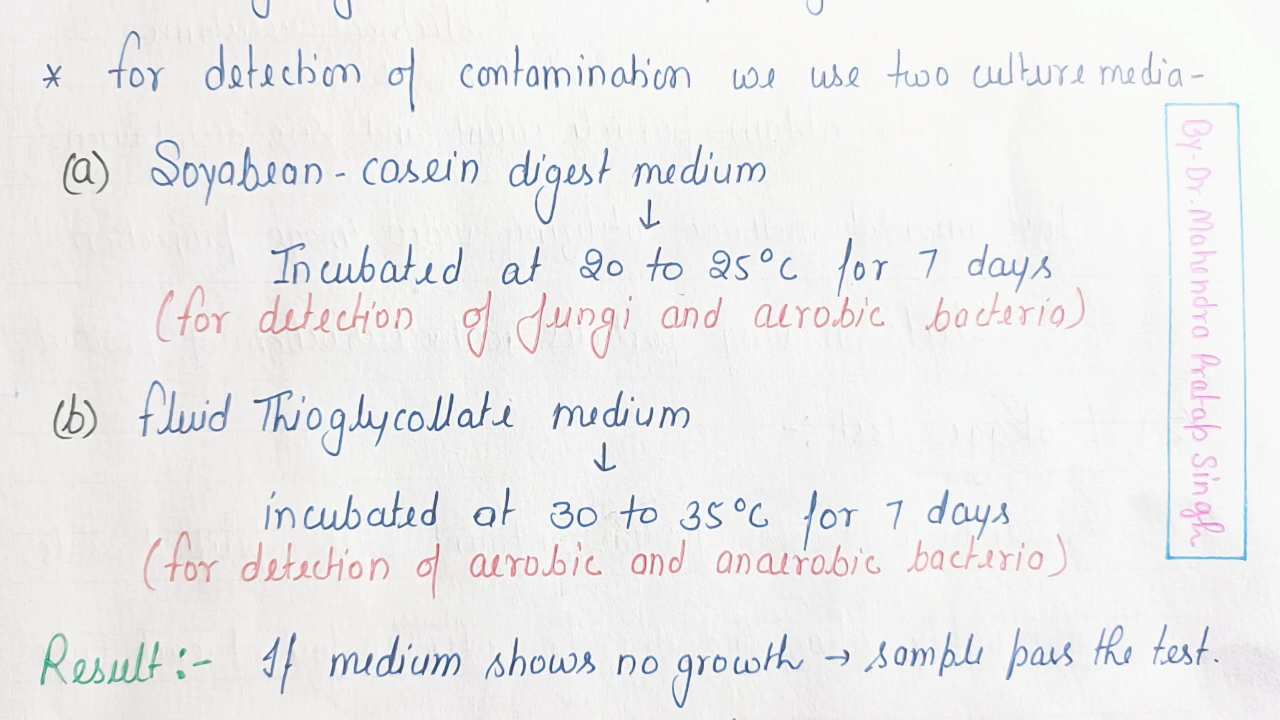 * for detection of contamination we use two culture media-
(a) Soyabean - casein digest medium
↓
Incubated at 20 to 25°C for 7 days
(for detection of fungi and aerobic bacteria)
(b) fluid Thioglycollate medium
↓
incubated at 30 to 35°C for 7 days
(for detection of aerobic and anaerobic bacteria)
Result:- If medium shows no growth → sample pass the test.
By-Dr. Mahendra Pratap Singh